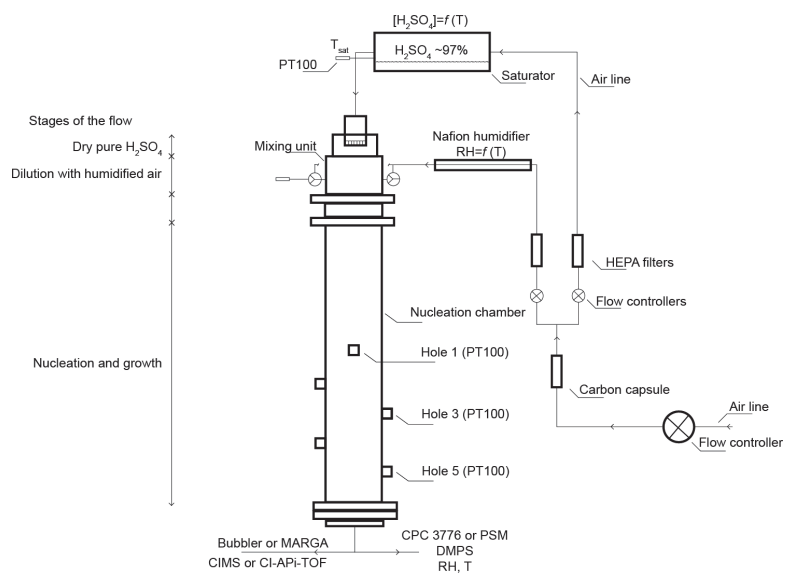 [H₂SO₄]=f (T)
T_sat
H₂SO₄ ~97%
PT100
Saturator
Air line
Stages of the flow
Dry pure H₂SO₄
Mixing unit
Nafion humidifier
RH=f (T)
Dilution with humidified air
HEPA filters
Flow controllers
Nucleation chamber
Hole 1 (PT100)
Nucleation and growth
Carbon capsule
Hole 3 (PT100)
Air line
Flow controller
Hole 5 (PT100)
Bubbler or MARGA
CIMS or CI-APi-TOF
CPC 3776 or PSM
DMPS
RH, T